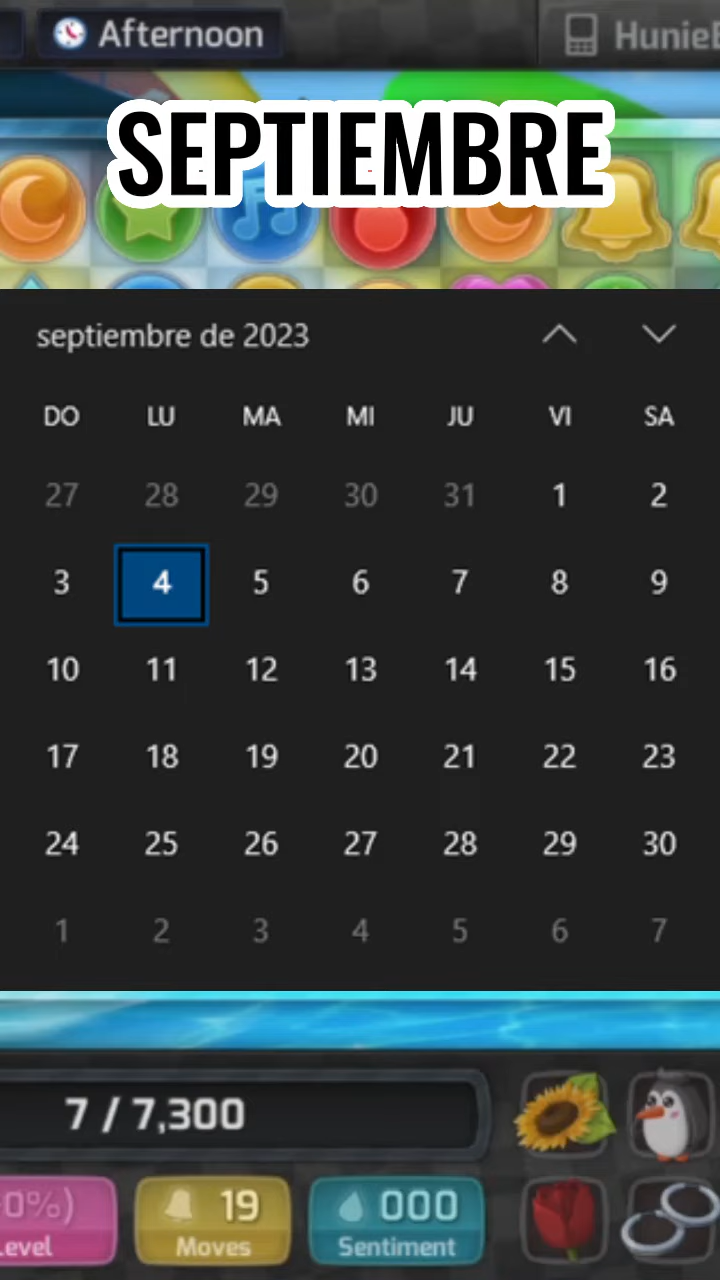 Afternoon
Hunie
SEPTIEMBRE
septiembre de 2023
DO LU MA MI JU VI SA
27 28 29 30 31 1 2
3 4 5 6 7 8 9
10 11 12 13 14 15 16
17 18 19 20 21 22 23
24 25 26 27 28 29 30
1 2 3 4 5 6 7
7 / 7,300
0%) 19 000
evel Moves Sentiment